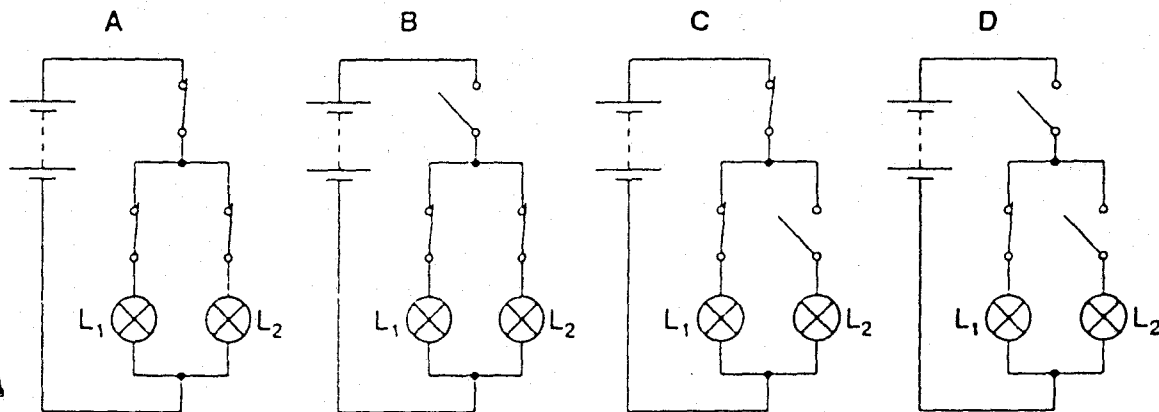 A B C D
L₁ L₂ L₁ L₂ L₁ L₂ L₁ L₂